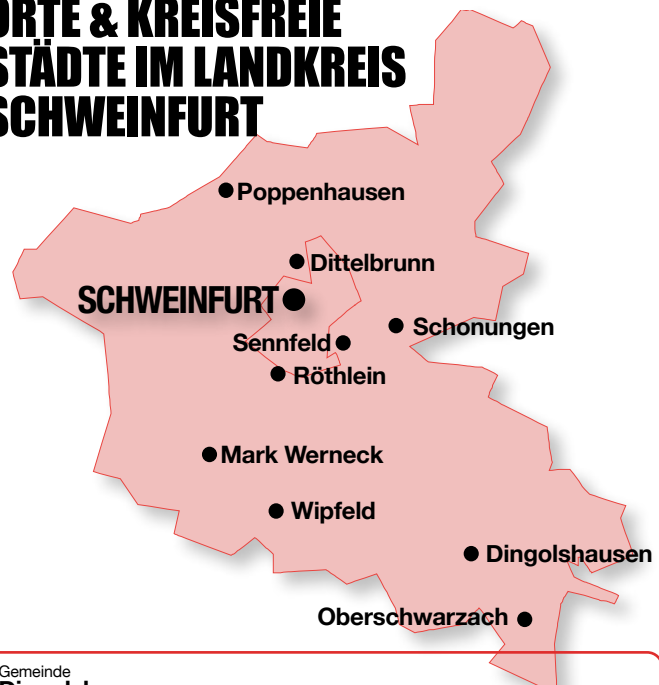 ORTE & KREISFREIE
STÄDTE IM LANDKREIS
SCHWEINFURT
Poppenhausen
Dittelbrunn
SCHWEINFURT
Schonungen
Sennfeld
Röthlein
Mark Werneck
Wipfeld
Dingolshausen
Oberschwarzach
Gemeinde